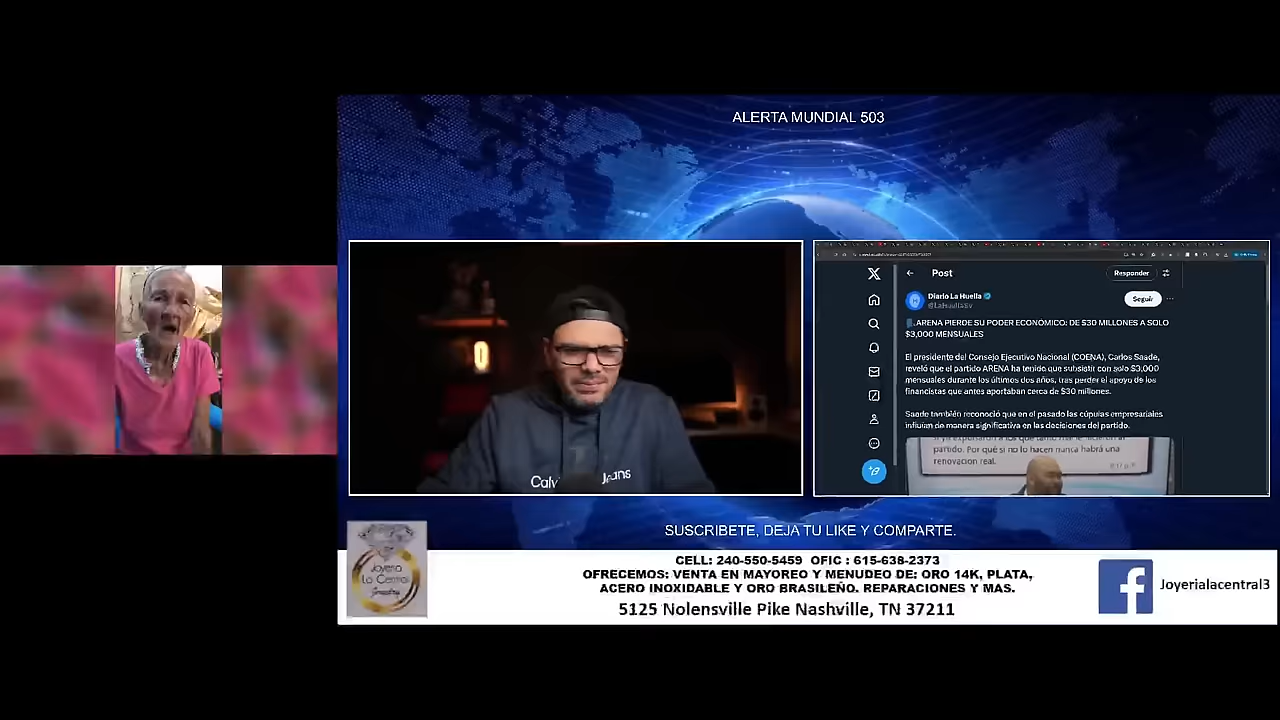 ALERTA MUNDIAL 503
Post
Responder
Diario La Huella
@LaHuellaSV
Seguir
ARENA PIERDE SU PODER ECONÓMICO: DE $30 MILLONES A SOLO
$3,000 MENSUALES
El presidente del Consejo Ejecutivo Nacional (COENA), Carlos Saade,
reveló que el partido ARENA ha tenido que subsistir con solo $3,000
mensuales durante los últimos dos años, tras perder el apoyo de los
financistas que antes aportaban cerca de $30 millones.
Saade también reconoció que en el pasado las cúpulas empresariales
influían de manera significativa en las decisiones del partido.
partido. Por qué si no lo hacen nunca habrá una
renovacion real.
Calv Jeans
SUSCRIBETE, DEJA TU LIKE Y COMPARTE.
Joyeria
La Central
Jewelry
CELL: 240-550-5459 OFIC : 615-638-2373
OFRECEMOS: VENTA EN MAYOREO Y MENUDEO DE: ORO 14K, PLATA,
ACERO INOXIDABLE Y ORO BRASILEÑO. REPARACIONES Y MAS.
5125 Nolensville Pike Nashville, TN 37211
Joyerialacentral3